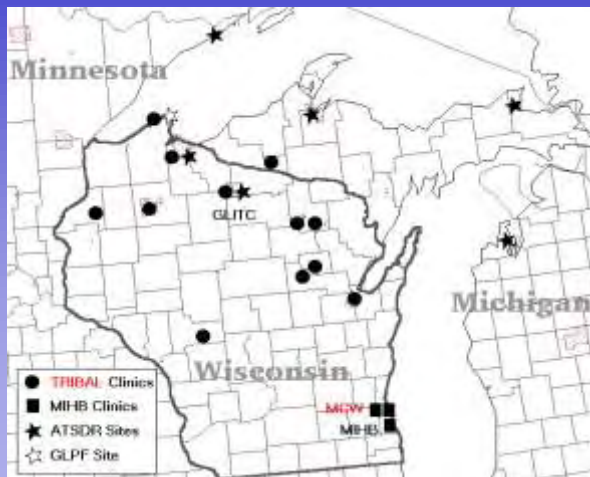 Minnesota
GLITC
Michigan
Wisconsin
MCW
MIHB
TRIBAL Clinics
MIHB Clinics
ATSDR Sites
GLPF Site